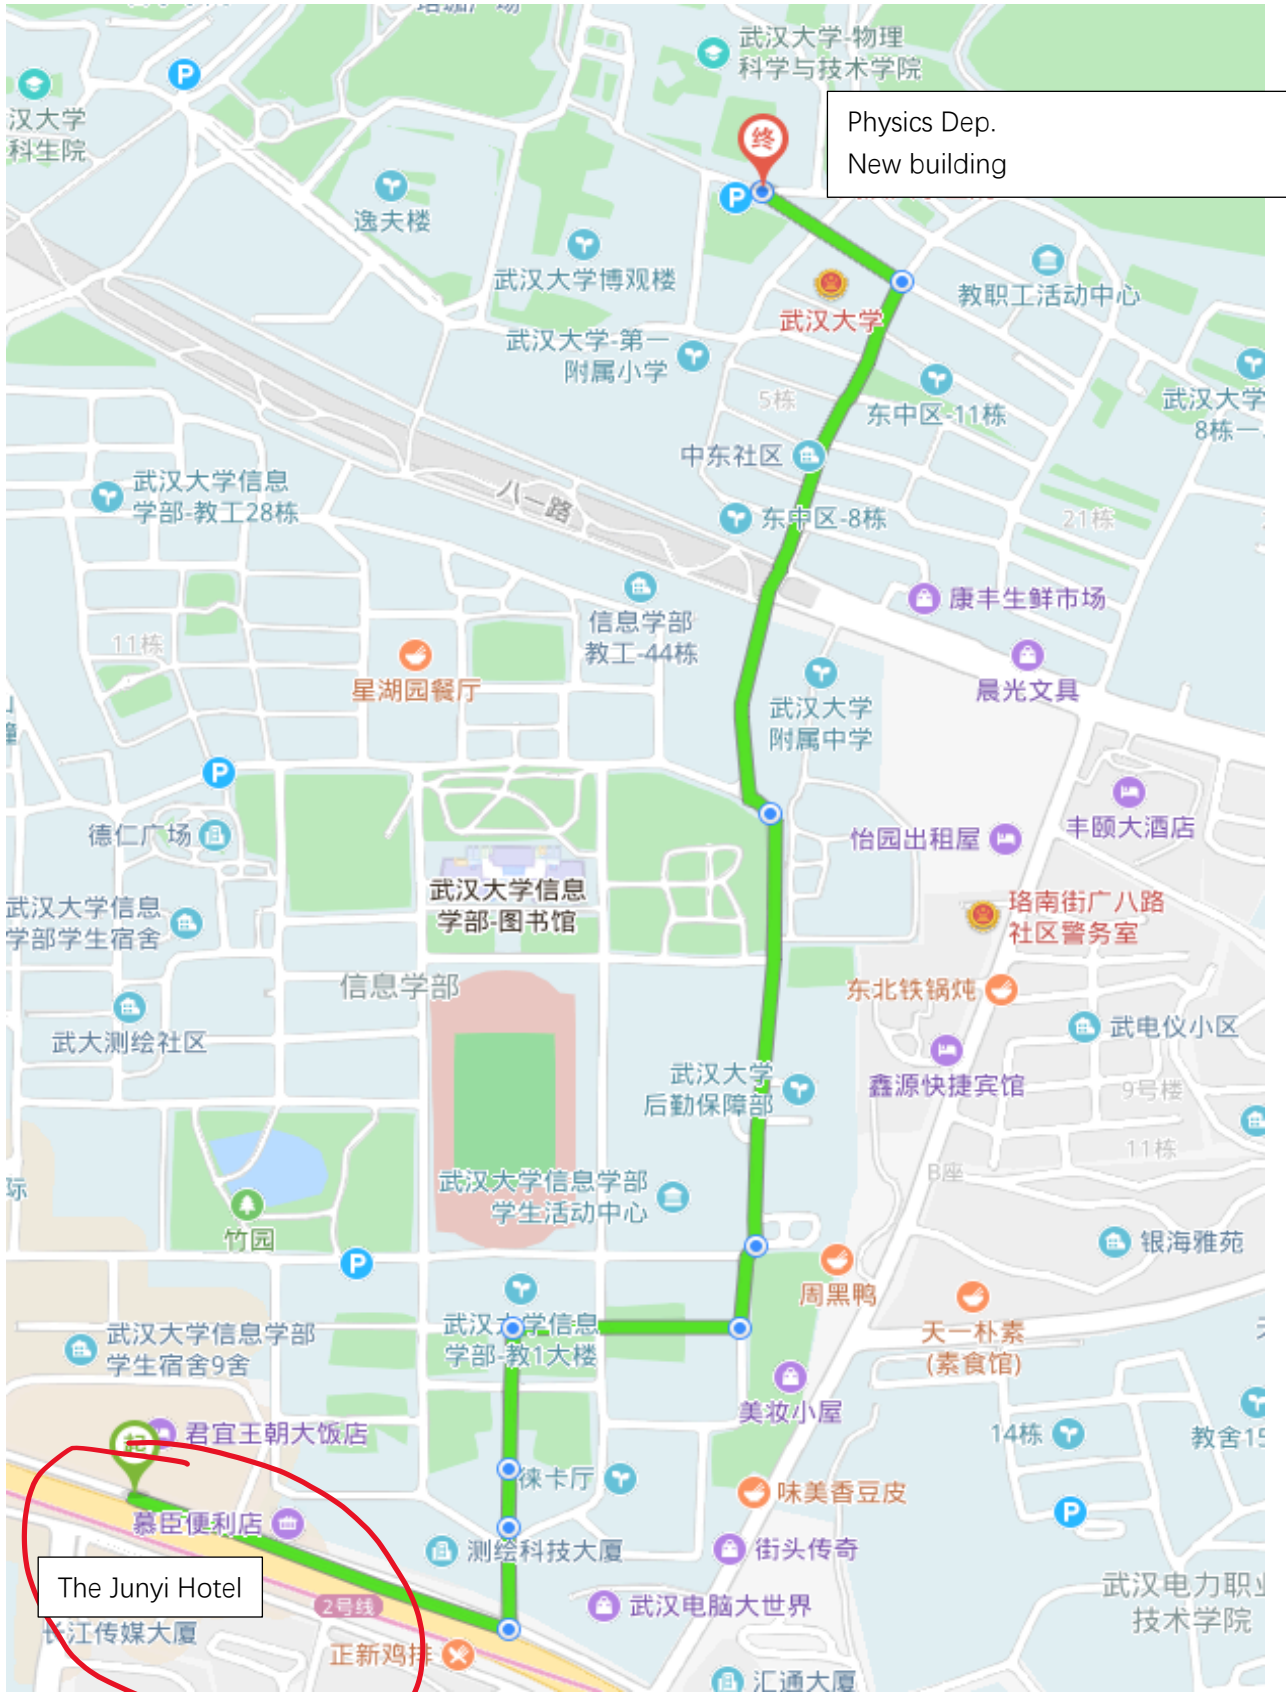 武汉大学-物理
科学与技术学院
Physics Dep.
New building
终
P
P
汉大学
科生院
逸夫楼
武汉大学博观楼
教职工活动中心
武汉大学
武汉大学-第一
附属小学
5栋
东中区-11栋
武汉大学
8栋一
中东社区
武汉大学信息
学部-教工28栋
八一路
东中区-8栋
21栋
康丰生鲜市场
信息学部
教工-44栋
11栋
星湖园餐厅
晨光文具
武汉大学
附属中学
P
德仁广场
丰颐大酒店
怡园出租屋
武汉大学信息
学部-图书馆
武汉大学信息
学部学生宿舍
珞南街广八路
社区警务室
信息学部
东北铁锅炖
武大测绘社区
武电仪小区
武汉大学
后勤保障部
鑫源快捷宾馆
9号楼
11栋
B座
际
武汉大学信息学部
学生活动中心
竹园
P
银海雅苑
周黑鸭
武汉大学信息学部
学生宿舍9舍
武汉大学信息
学部-教1大楼
天一朴素
(素食馆)
美妆小屋
君宜王朝大饭店
起
14栋
教舍15
徕卡厅
味美香豆皮
P
慕臣便利店
测绘科技大厦
街头传奇
The Junyi Hotel
2号线
武汉电脑大世界
武汉电力职业
技术学院
长江传媒大厦
正新鸡排
汇通大厦